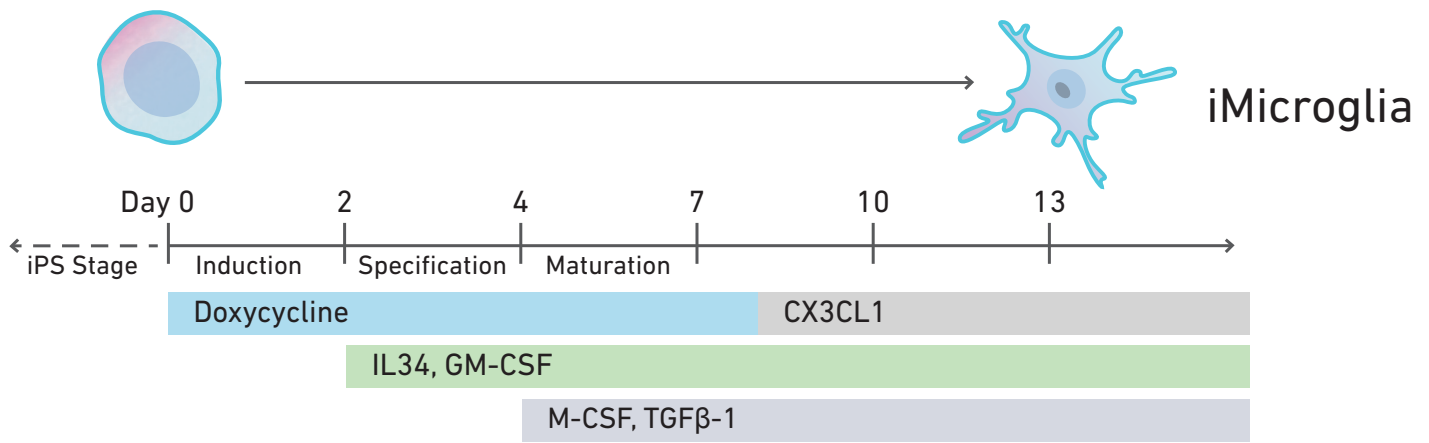 iMicroglia
Day 0 2 4 7 10 13
iPS Stage Induction Specification Maturation
Doxycycline CX3CL1
IL34, GM-CSF
M-CSF, TGFβ-1